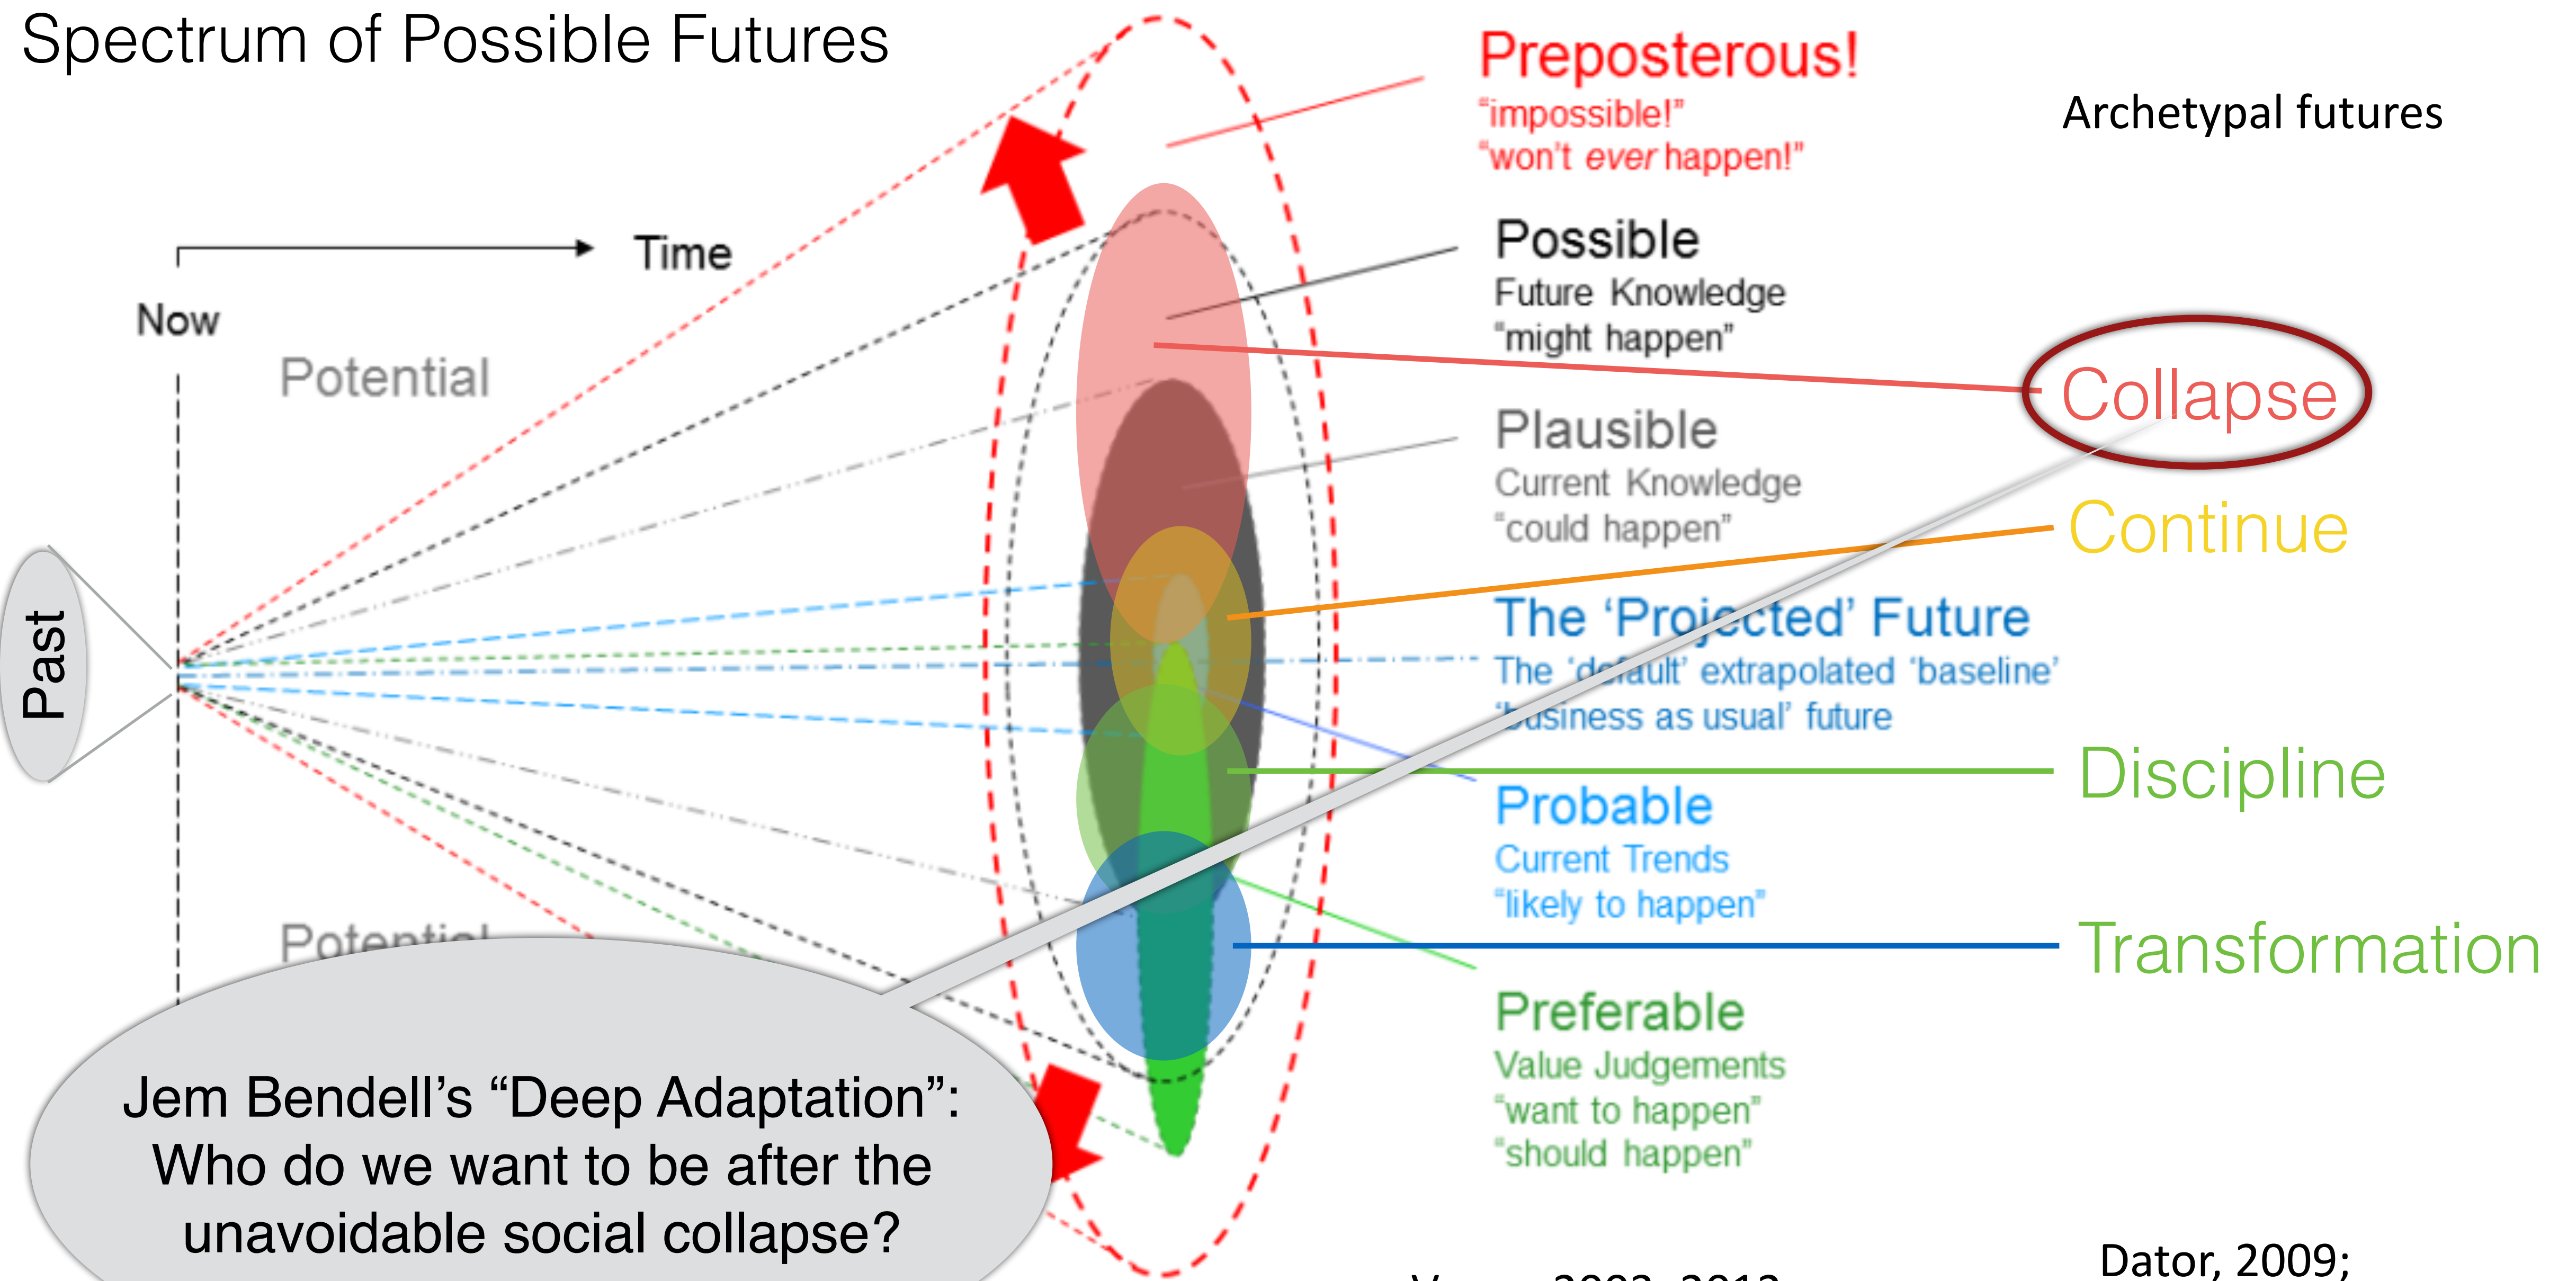 Spectrum of Possible Futures
Time
Now
Potential
Past
Potential
Preposterous!
“impossible!”
“won’t ever happen!”
Possible
Future Knowledge
“might happen”
Plausible
Current Knowledge
“could happen”
The ‘Projected’ Future
The ‘default’ extrapolated ‘baseline’
‘business as usual’ future
Probable
Current Trends
“likely to happen”
Preferable
Value Judgements
“want to happen”
“should happen”
Archetypal futures
Collapse
Continue
Discipline
Transformation
Jem Bendell’s “Deep Adaptation”:
Who do we want to be after the
unavoidable social collapse?
Dator, 2009;